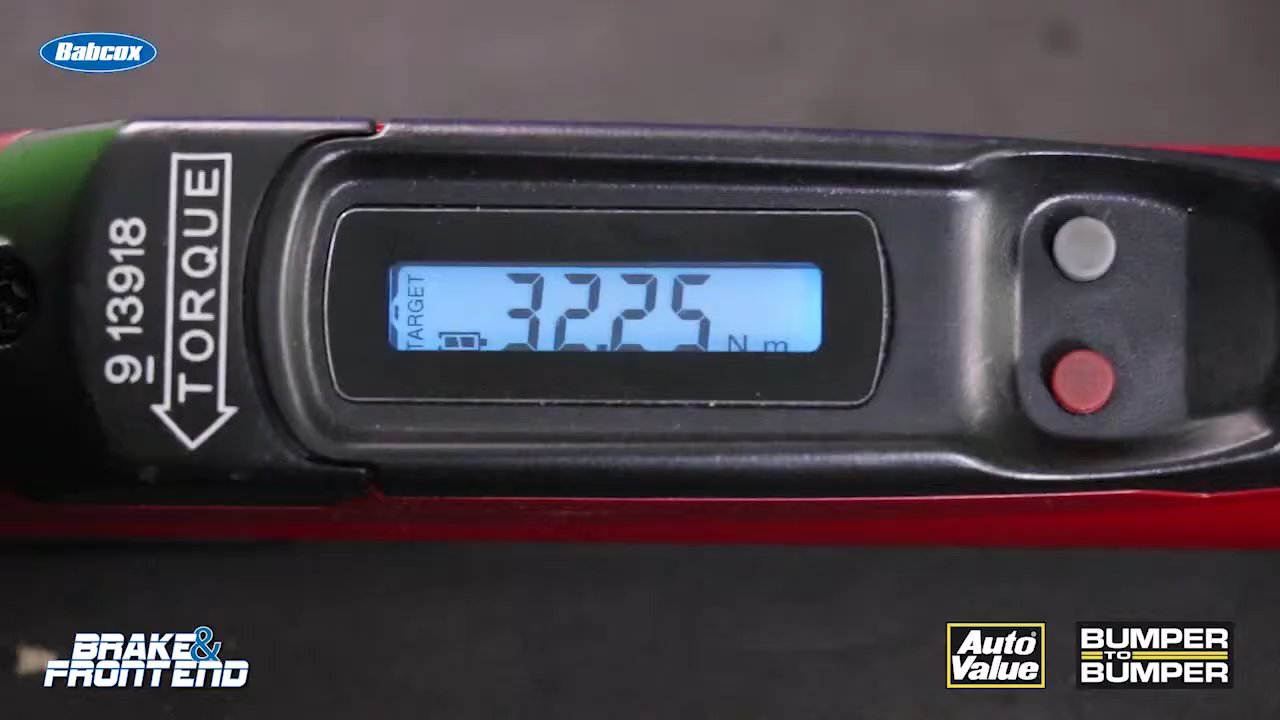 Babcox
9 13918
TORQUE
TARGET
32.25
N m
BRAKE&
FRONT END
Auto
Value
BUMPER
TO
BUMPER